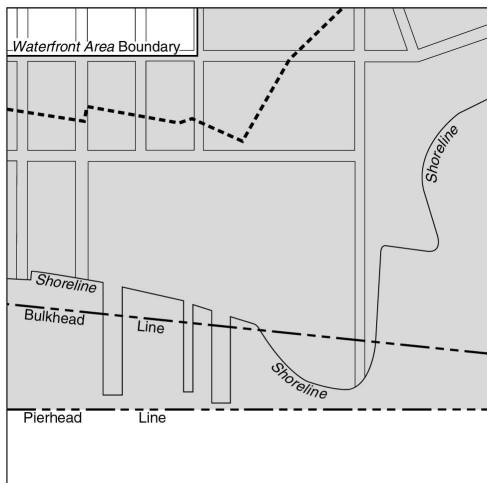 Waterfront Area Boundary
Shoreline
Shoreline
Bulkhead Line
Shoreline
Pierhead Line